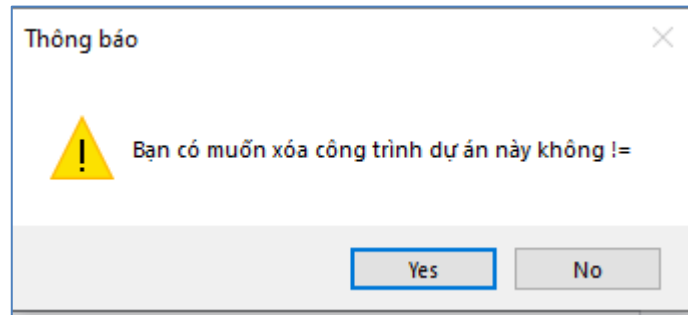 Thông báo
Bạn có muốn xóa công trình dự án này không !=
Yes
No